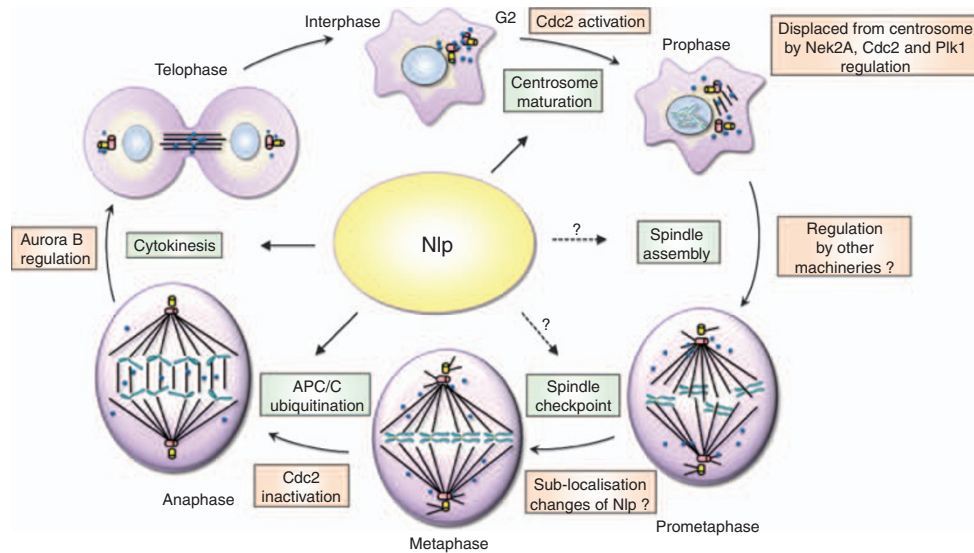 Interphase
G2
Cdc2 activation
Prophase
Displaced from centrosome
by Nek2A, Cdc2 and Plk1
regulation
Telophase
Centrosome
maturation
Aurora B
regulation
Cytokinesis
Nlp
?
Spindle
assembly
Regulation
by other
machineries ?
?
APC/C
ubiquitination
Spindle
checkpoint
Anaphase
Cdc2
inactivation
Sub-localisation
changes of Nlp ?
Prometaphase
Metaphase